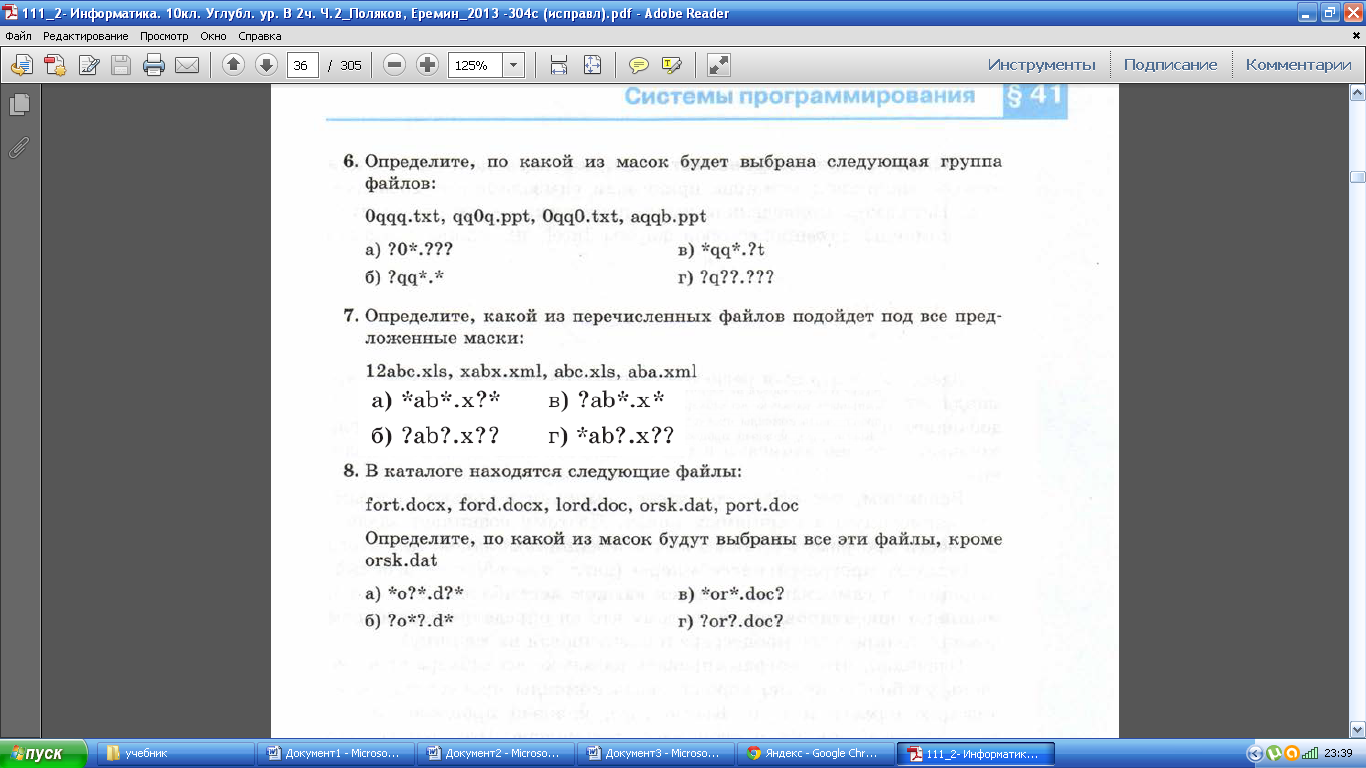 111_2- Информатика. 10кл. Углубл. ур. В 2ч. Ч.2_Поляков, Еремин_2013 -304с (исправл).pdf - Adobe Reader
Файл Редактирование Просмотр Окно Справка
36 / 305 125% Инструменты Подписание Комментарии
Системы программирования § 41
6. Определите, по какой из масок будет выбрана следующая группа
файлов:
0qqq.txt, qq0q.ppt, 0qq0.txt, aqqb.ppt
а) ?0*.??? в) *qq*.?t
б) ?qq*.* г) ?q??.???
7. Определите, какой из перечисленных файлов подойдет под все пред-
ложенные маски:
12abc.xls, xabx.xml, abc.xls, aba.xml
а) *ab*.x?* в) ?ab*.x*
б) ?ab?.x?? г) *ab?.x??
8. В каталоге находятся следующие файлы:
fort.docx, ford.docx, lord.doc, orsk.dat, port.doc
Определите, по какой из масок будут выбраны все эти файлы, кроме
orsk.dat
а) *o?*.d?* в) *or*.doc?
б) ?o*?.d* г) ?or?.doc?
пуск учебник Документ1 - Microso... Документ2 - Microso... Документ3 - Microso... Яндекс - Google Chr... 111_2- Информатик... 23:39